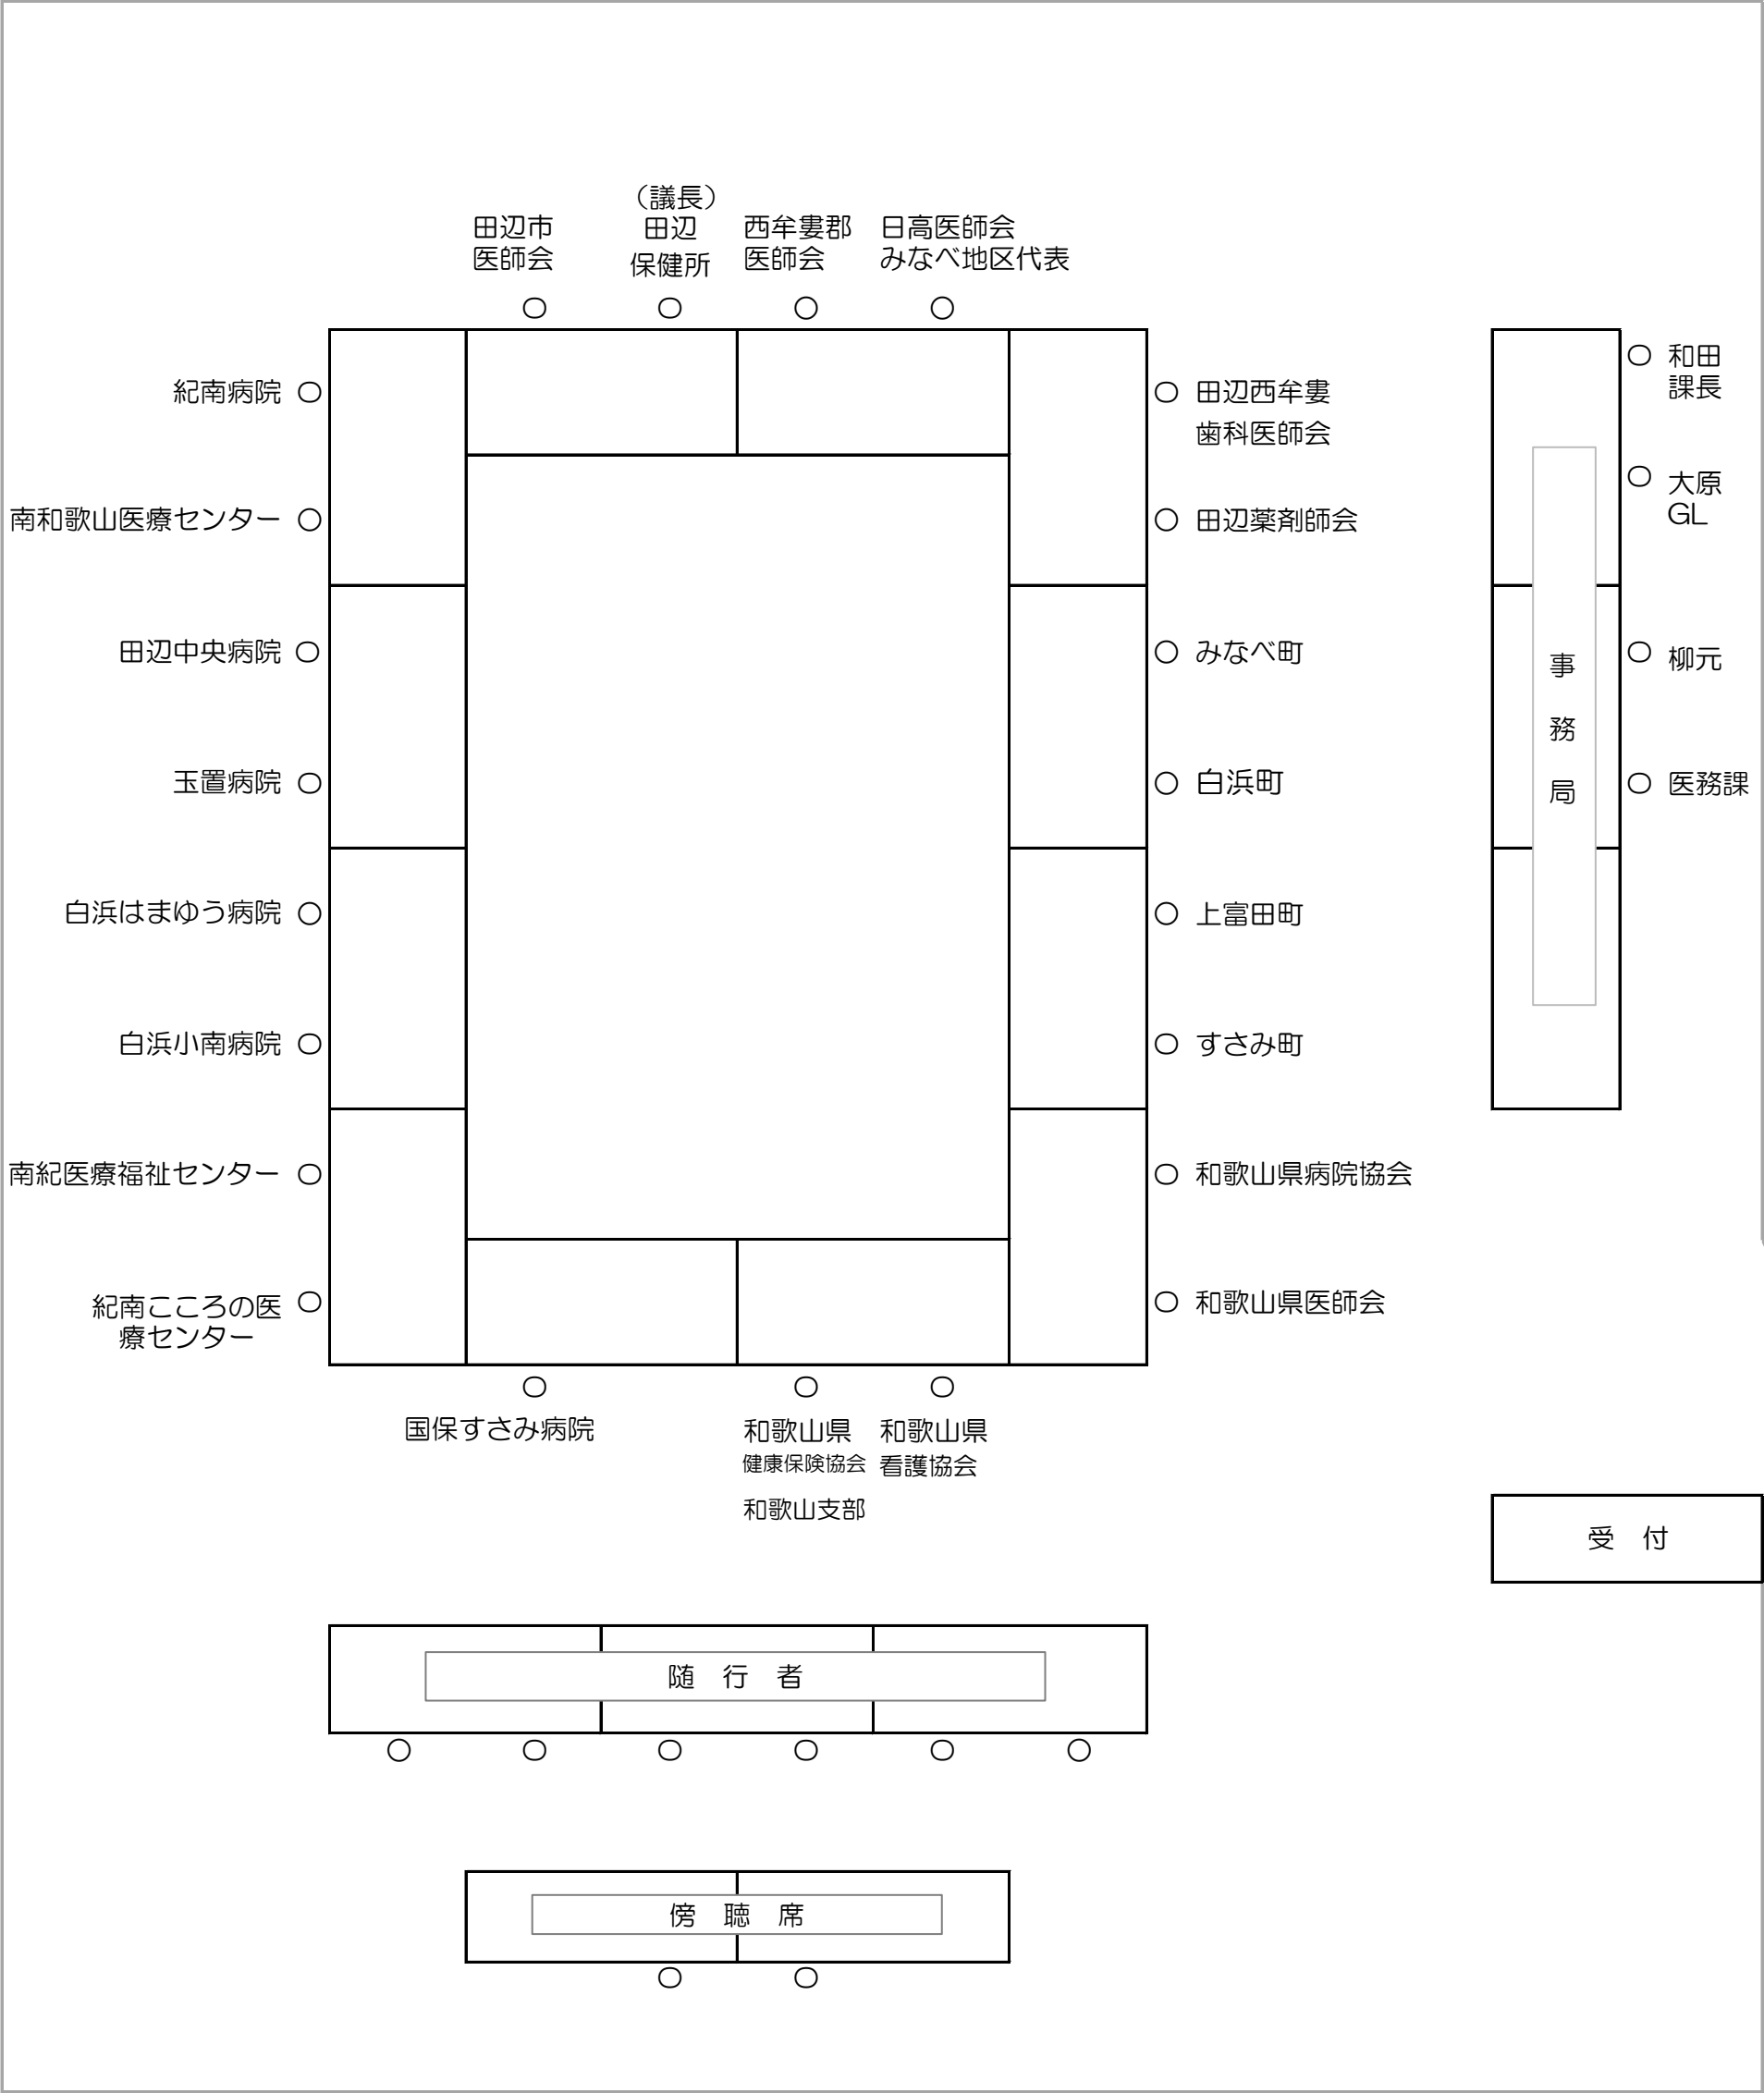 （議長）
田辺市
医師会
田辺
保健所
西牟婁郡
医師会
日高医師会
みなべ地区代表
○ ○ ○ ○
紀南病院 ○
南和歌山医療センター ○
田辺中央病院 ○
玉置病院 ○
白浜はまゆう病院 ○
白浜小南病院 ○
南紀医療福祉センター ○
紀南こころの医 ○
療センター
○ 田辺西牟婁
歯科医師会
○ 田辺薬剤師会
○ みなべ町
○ 白浜町
○ 上富田町
○ すさみ町
○ 和歌山県病院協会
○ 和歌山県医師会
○ 和田
課長
○ 大原
GL
○ 柳元
○ 医務課
事
務
局
○ ○ ○
国保すさみ病院
和歌山県
健康保険協会
和歌山支部
和歌山県
看護協会
受　付
随　行　者
○ ○ ○ ○ ○ ○
傍　聴　席
○ ○